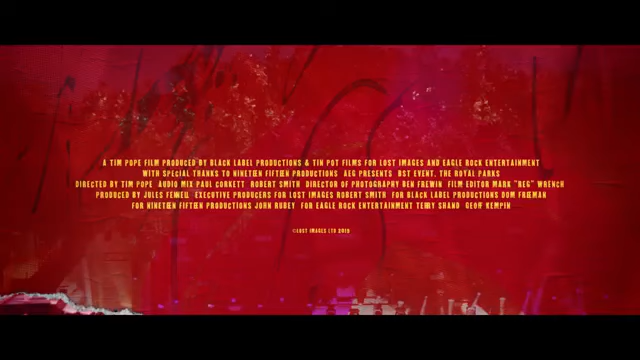 A TIM POPE FILM PRODUCED BY BLACK LABEL PRODUCTIONS & TIN POT FILMS FOR LOST IMAGES AND EAGLE ROCK ENTERTAINMENT
WITH SPECIAL THANKS TO NINETEEN FIFTEEN PRODUCTIONS AEG PRESENTS BST EVENT, THE ROYAL PARKS
DIRECTED BY TIM POPE AUDIO MIX PAUL CORKETT ROBERT SMITH DIRECTOR OF PHOTOGRAPHY BEN FREWIN FILM EDITOR MARK "REG" WRENCH
PRODUCED BY JULES FENNELL EXECUTIVE PRODUCERS FOR LOST IMAGES ROBERT SMITH FOR BLACK LABEL PRODUCTIONS DOM FREEMAN
FOR NINETEEN FIFTEEN PRODUCTIONS JOHN RUBEY FOR EAGLE ROCK ENTERTAINMENT TERRY SHAND GEOFF KEMPIN
©LOST IMAGES LTD 2019